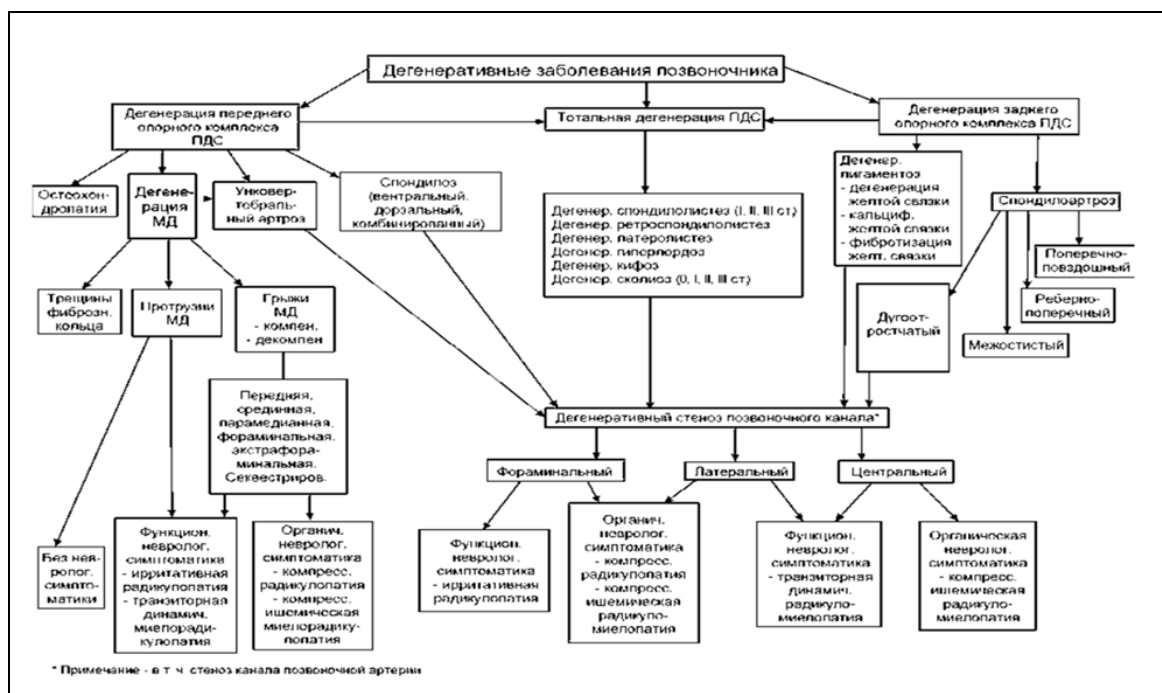 Дегенеративные заболевания позвоночника
Дегенерация переднего
опорного комплекса
ПДС
Тотальная дегенерация ПДС
Дегенерация заднего
опорного комплекса ПДС
Остеохон-
дропатия
Дегене-
рация
МД
Унковер-
тебраль-
ный артроз
Спондилоз
(вентральный,
дорзальный,
комбинированный)
Дегенер. спондилолистез (I, II, III ст.)
Дегенер. ретроспондилолистез
Дегенер. латеролистез
Дегенер. гиперлордоз
Дегенер. кифоз
Дегенер. сколиоз (0, I, II, III ст.)
Дегенер.
лигаментоз
- дегенерация
желтой связки
- кальциф.
желтой связки
- фибротизация
желт. связки
Спондилоартроз
Поперечно-
повздошный
Реберно-
поперечный
Дугоот-
ростчатый
Межостистый
Трещины
фиброзн.
кольца
Протрузии
МД
Грыжи
МД
- компен.
- декомпен
Передняя,
срединная,
парамедианная,
фораминальная,
экстрафора-
минальная.
Секвестриров.
Дегенеративный стеноз позвоночного канала*
Фораминальный
Латеральный
Центральный
Без нев-
ролог.
симпто-
матики
Функцион.
невролог.
симптоматика
- ирритативная
радикулопатия
- транзиторная
динамич.
миелоради-
кулопатия
Органич.
невролог.
симптоматика
- компресс.
радикулопатия
- компресс.
ишемическая
миелорадику-
лопатия
Функцион.
невролог.
симптоматика
- ирритативная
радикулопатия
Органич.
невролог.
симптоматика
- компресс.
радикулопатия
- компресс.
ишемическая
радикуло-
миелопатия
Функцион.
невролог.
симптоматика
- транзиторная
динамич.
радикуло-
миелопатия
Органическая
невролог.
симптоматика
- компресс.
ишемическая
радикуло-
миелопатия
* Примечание - в т ч стеноз канала позвоночной артерии